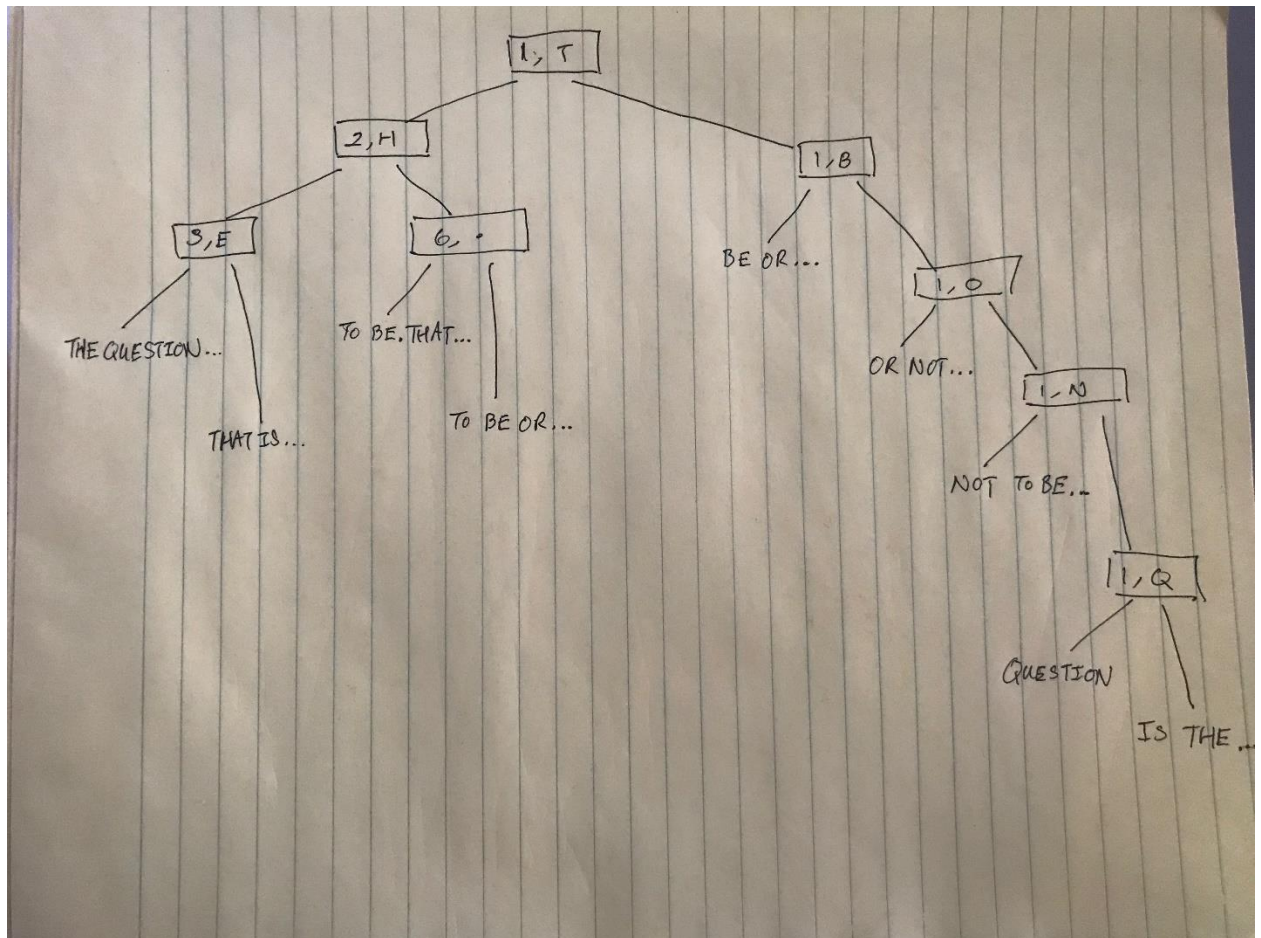 1, T
2, H
1, B
3, E
6, .
BE OR...
1, O
THE QUESTION...
TO BE. THAT...
OR NOT...
1, N
THAT IS...
TO BE OR...
NOT TO BE...
1, Q
QUESTION
IS THE...